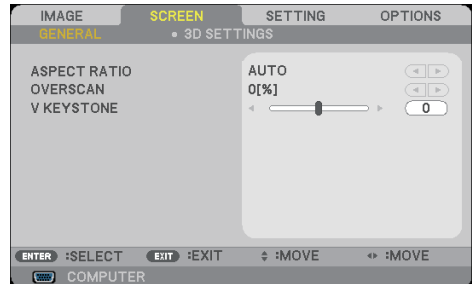 IMAGE SCREEN SETTING OPTIONS
GENERAL • 3D SETTINGS
ASPECT RATIO AUTO
OVERSCAN 0[%]
V KEYSTONE 0
ENTER :SELECT EXIT :EXIT :MOVE :MOVE
COMPUTER